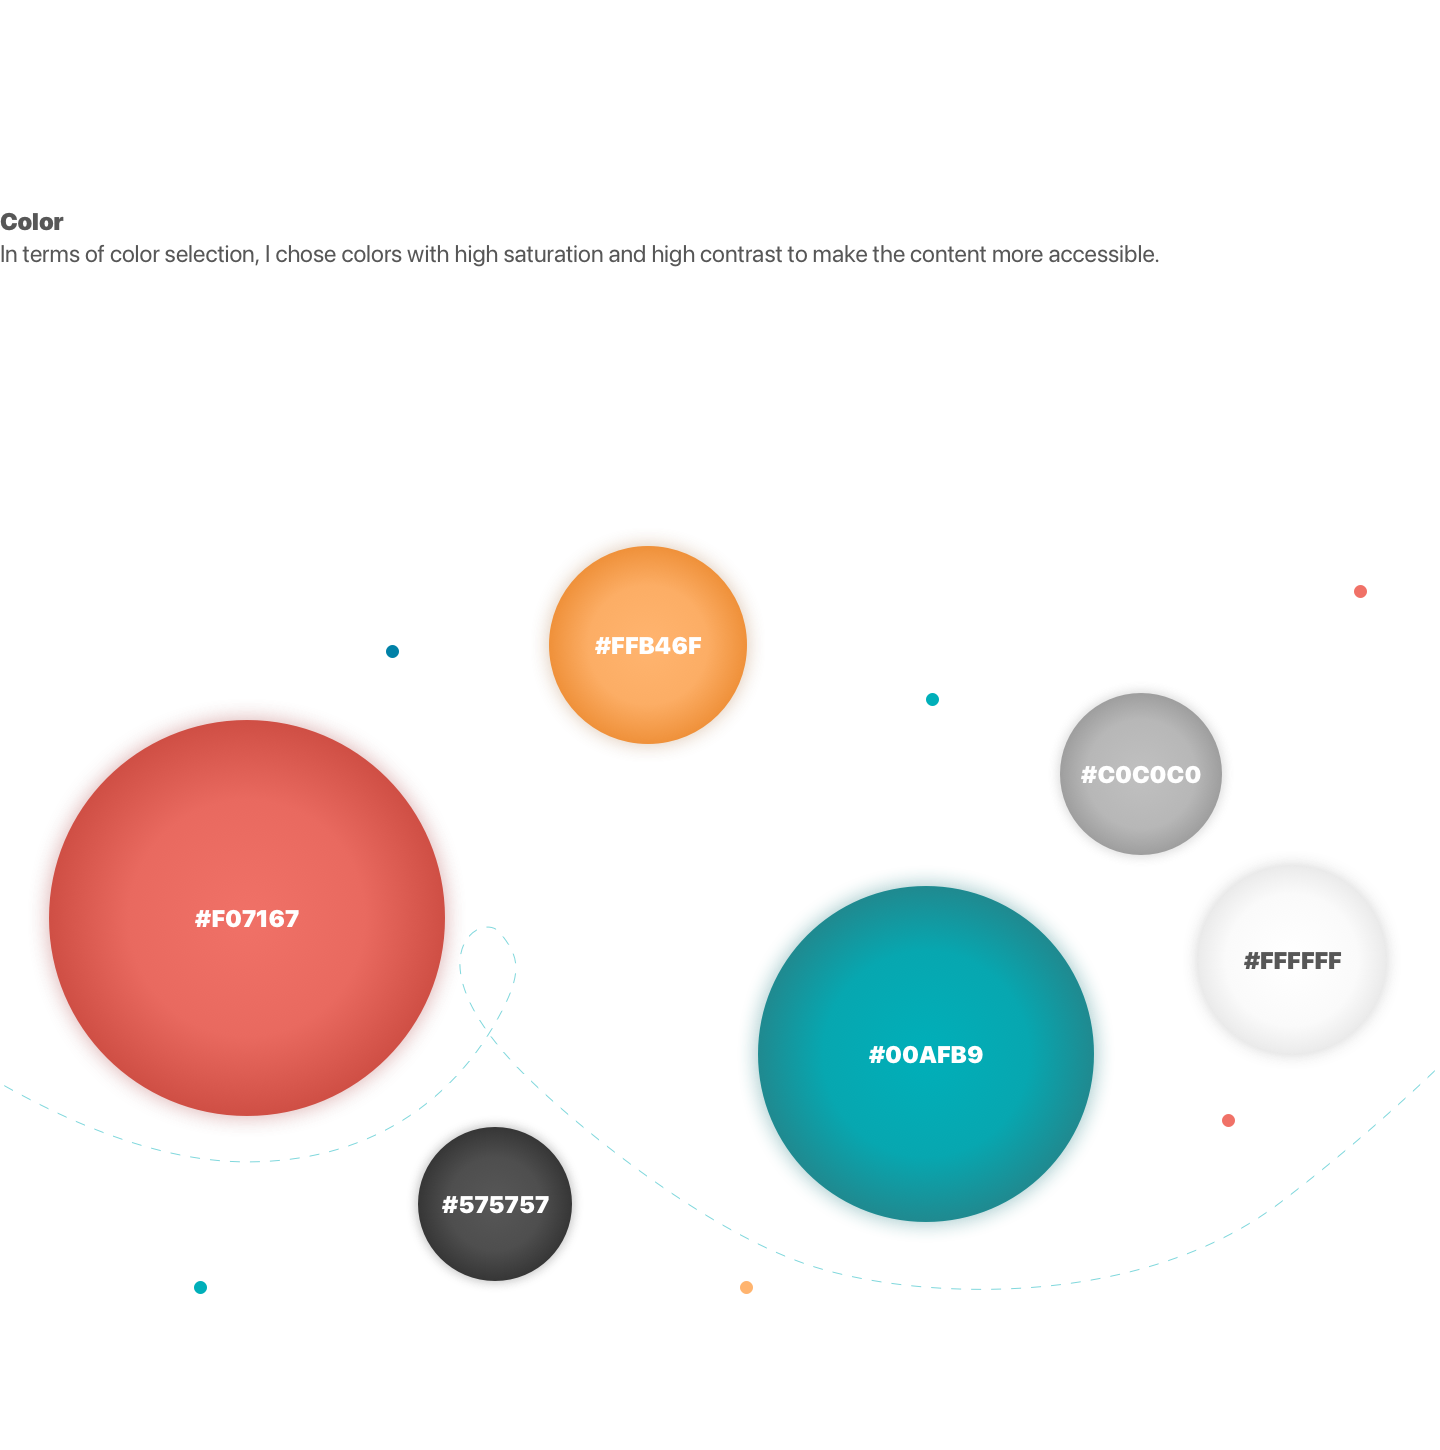 Color
In terms of color selection, I chose colors with high saturation and high contrast to make the content more accessible.
#FFB46F
#C0C0C0
#F07167
#FFFFFF
#00AFB9
#575757